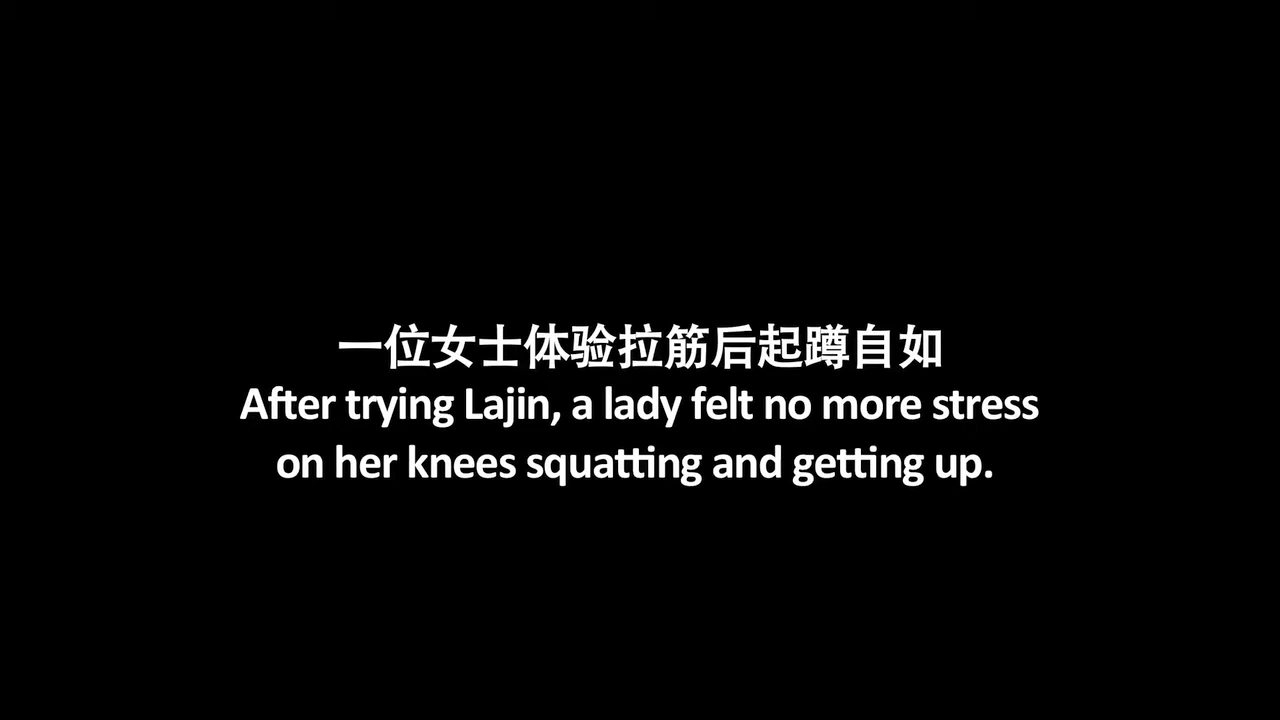 一位女士体验拉筋后起蹲自如
After trying Lajin, a lady felt no more stress
on her knees squatting and getting up.